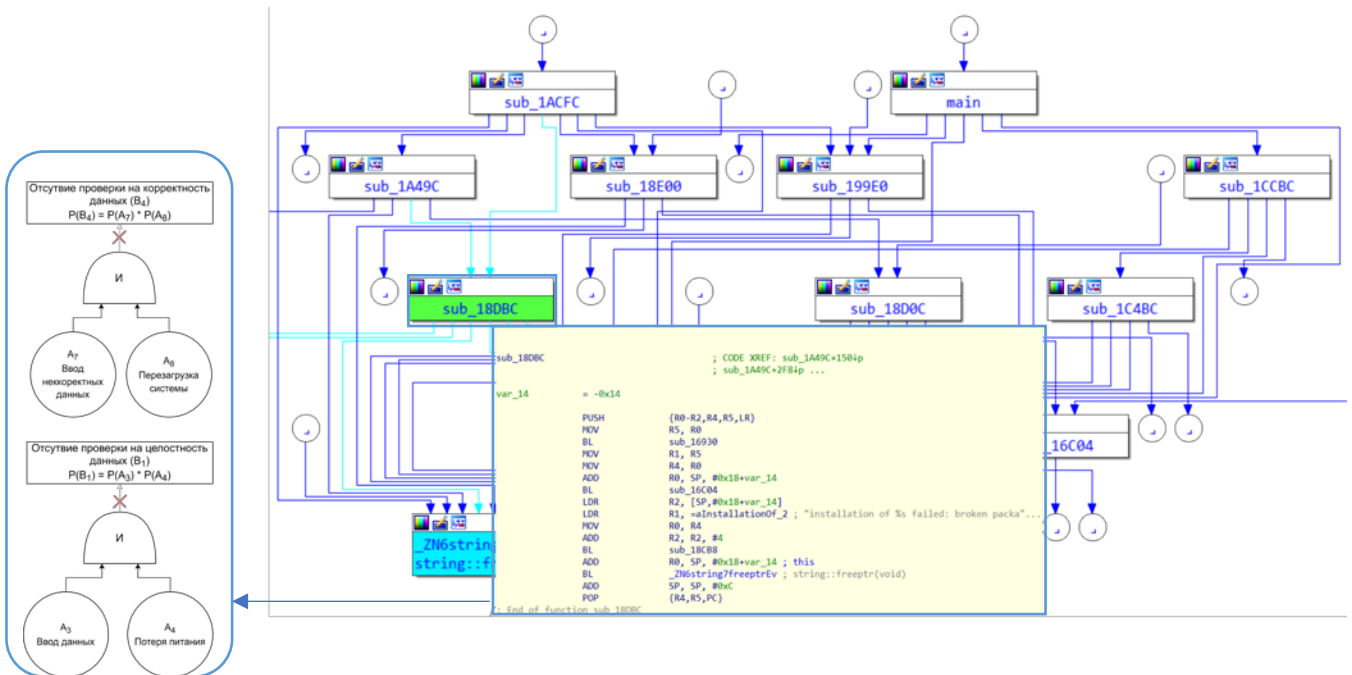 Отсутвие проверки на корректность
данных (B4)
P(B4) = P(A7) * P(A8)
И
A7
Ввод
неккоректных
данных
A8
Перезагрузка
системы
Отсутвие проверки на целостность
данных (B1)
P(B1) = P(A3) * P(A4)
И
A3
Ввод данных
A4
Потеря питания
sub_1ACFC
main
sub_1A49C
sub_18E00
sub_199E0
sub_1CCBC
sub_18DBC
sub_18D0C
sub_1C4BC
_16C04
_ZN6string
string::f
sub_18DBC ; CODE XREF: sub_1A49C+150↓p
; sub_1A49C+2F8↓p ...
var_14 = -0x14
PUSH {R0-R2,R4,R5,LR}
MOV R5, R0
BL sub_16930
MOV R1, R5
MOV R4, R0
ADD R0, SP, #0x18+var_14
BL sub_16C04
LDR R2, [SP,#0x18+var_14]
LDR R1, =aInstallationOf_2 ; "installation of %s failed: broken packa"...
MOV R0, R4
ADD R2, R2, #4
BL sub_18CB8
ADD R0, SP, #0x18+var_14 ; this
BL _ZN6string7freeptrEv ; string::freeptr(void)
ADD SP, SP, #0xC
POP {R4,R5,PC}
; End of function sub_18DBC